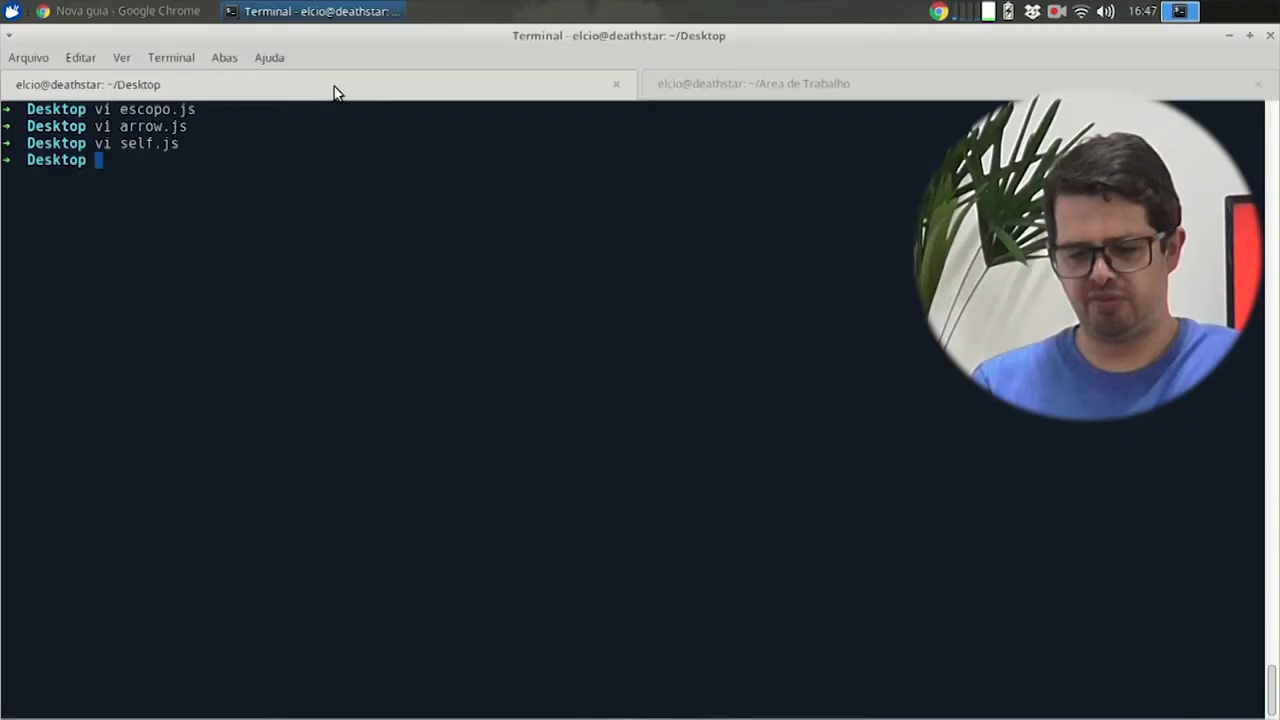 Nova guia - Google Chrome
Terminal - elcio@deathstar: ...
16:47
Terminal - elcio@deathstar: ~/Desktop
Arquivo Editar Ver Terminal Abas Ajuda
elcio@deathstar: ~/Desktop
elcio@deathstar: ~/Área de Trabalho
➜ Desktop vi escopo.js
➜ Desktop vi arrow.js
➜ Desktop vi self.js
➜ Desktop